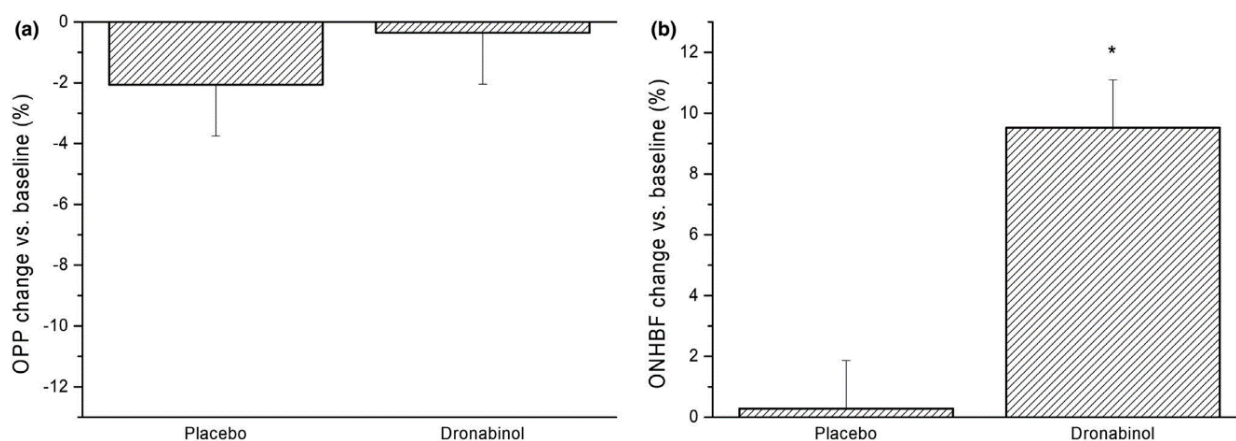 (a)
OPP change vs. baseline (%)
0
-2
-4
-6
-8
-10
-12
Placebo
Dronabinol
(b)
ONHBF change vs. baseline (%)
12
10
8
6
4
2
0
*
Placebo
Dronabinol